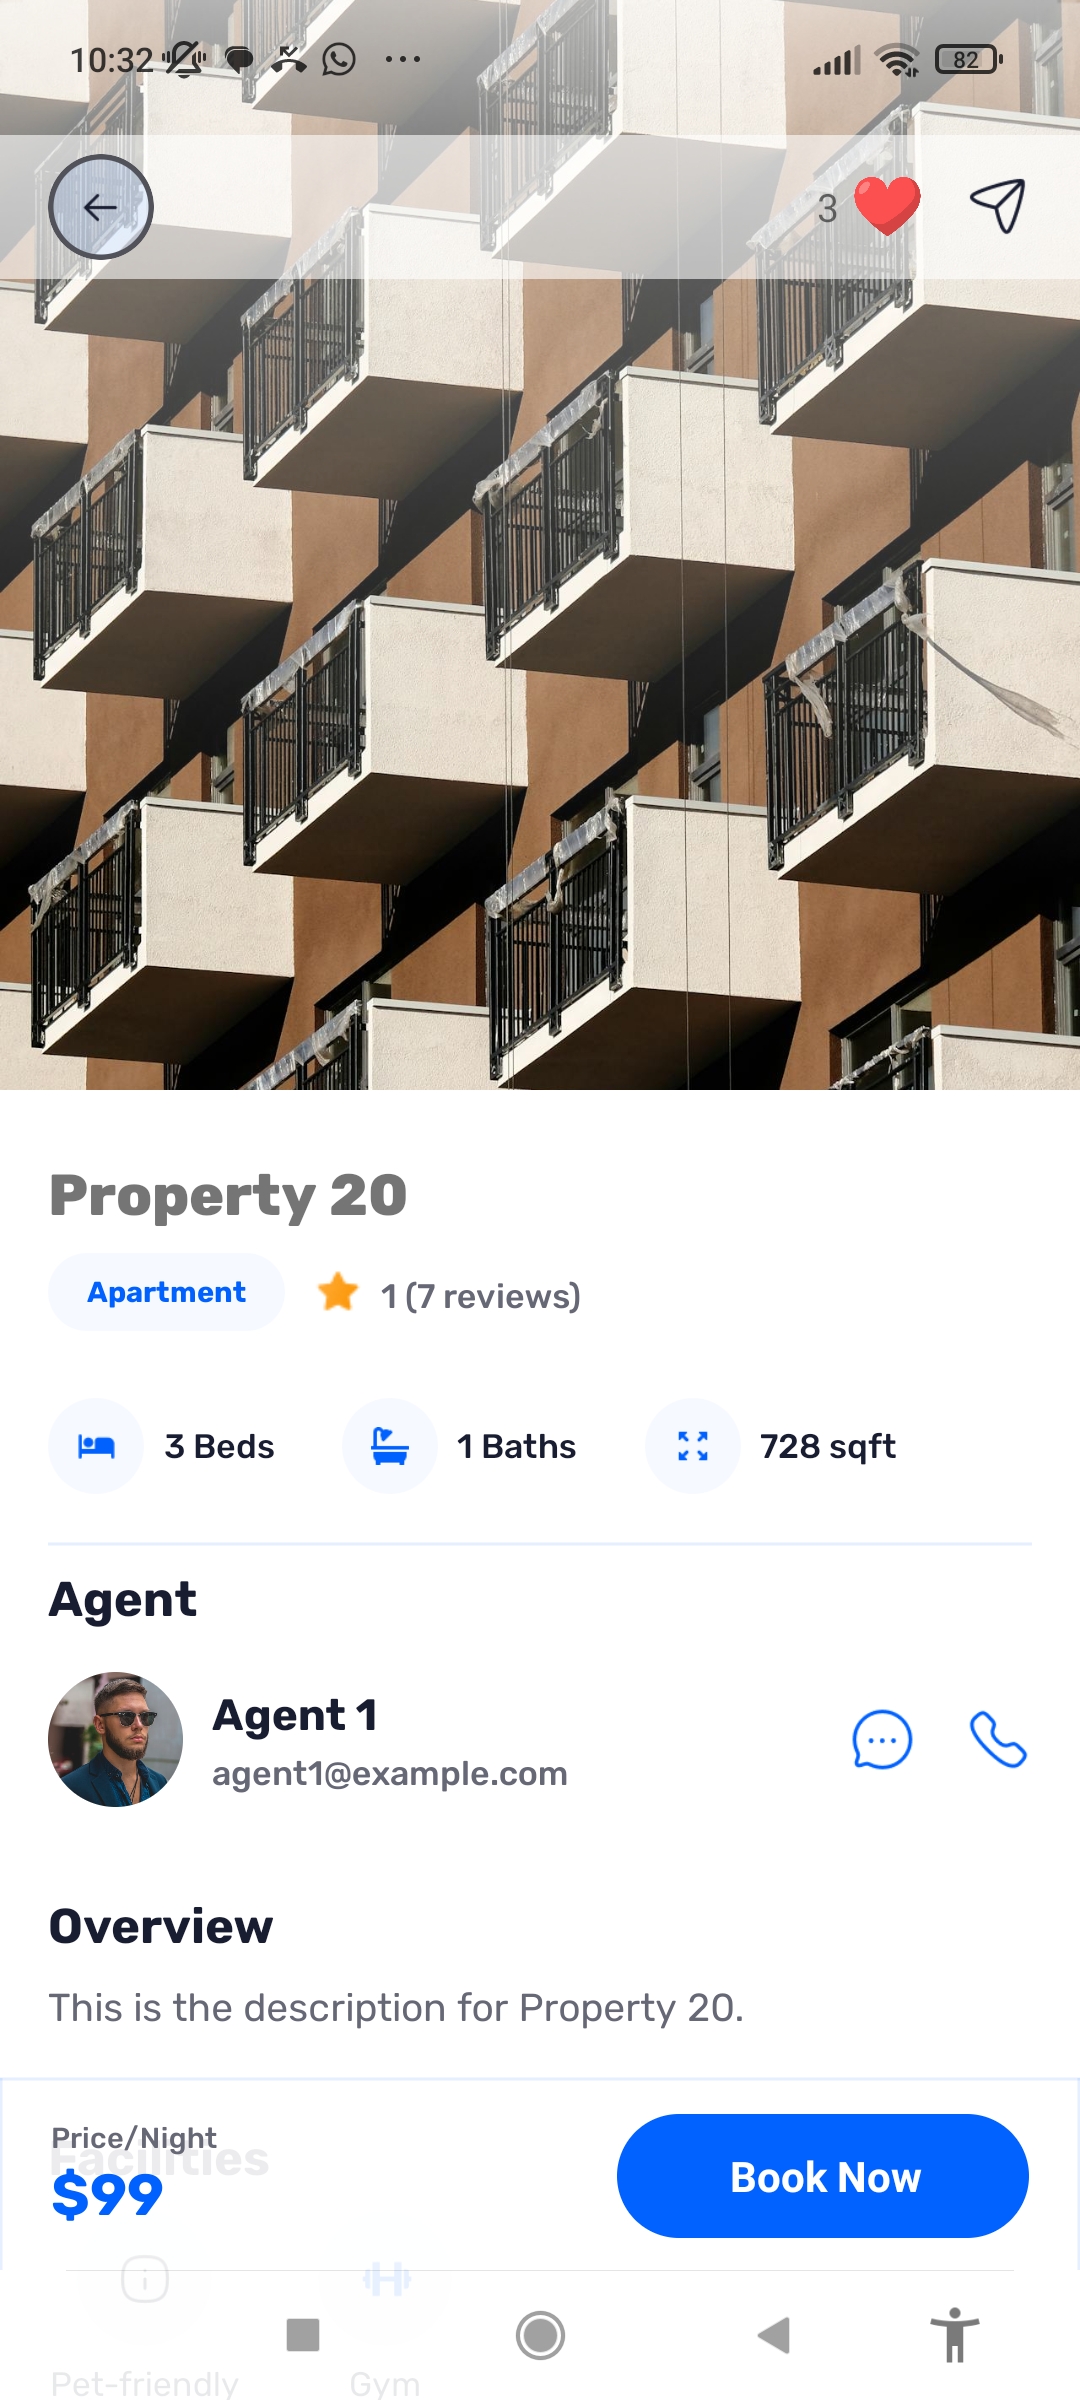 10:32
82
3
Property 20
Apartment
1 (7 reviews)
3 Beds
1 Baths
728 sqft
Agent
Agent 1
agent1@example.com
Overview
This is the description for Property 20.
Price/Night
Facilities
$99
Book Now
Pet-friendly
Gym